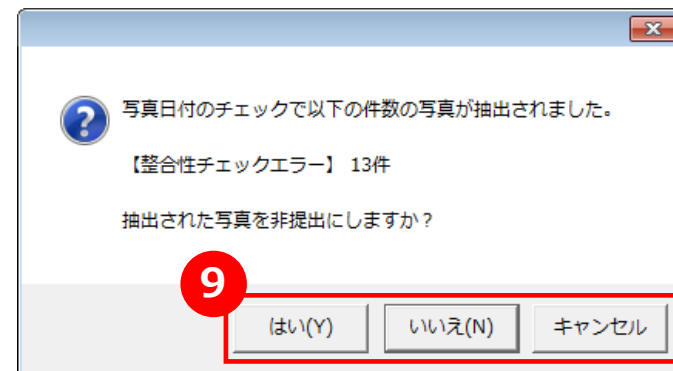 写真日付のチェックで以下の件数の写真が抽出されました。
【整合性チェックエラー】 13件
抽出された写真を非提出にしますか？
9
はい(Y) いいえ(N) キャンセル